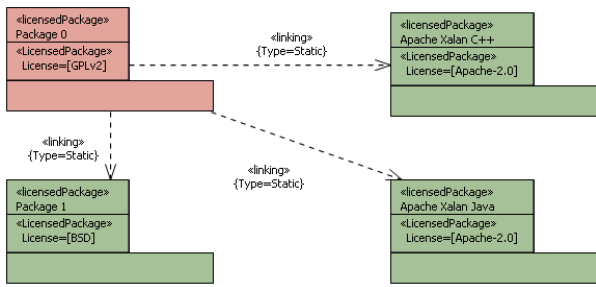 «licensedPackage»
Package 0
«LicensedPackage»
License=[GPLv2]
«linking»
{Type=Static}
«licensedPackage»
Apache Xalan C++
«LicensedPackage»
License=[Apache-2.0]
«linking»
{Type=Static}
«linking»
{Type=Static}
«licensedPackage»
Package 1
«LicensedPackage»
License=[BSD]
«licensedPackage»
Apache Xalan Java
«LicensedPackage»
License=[Apache-2.0]